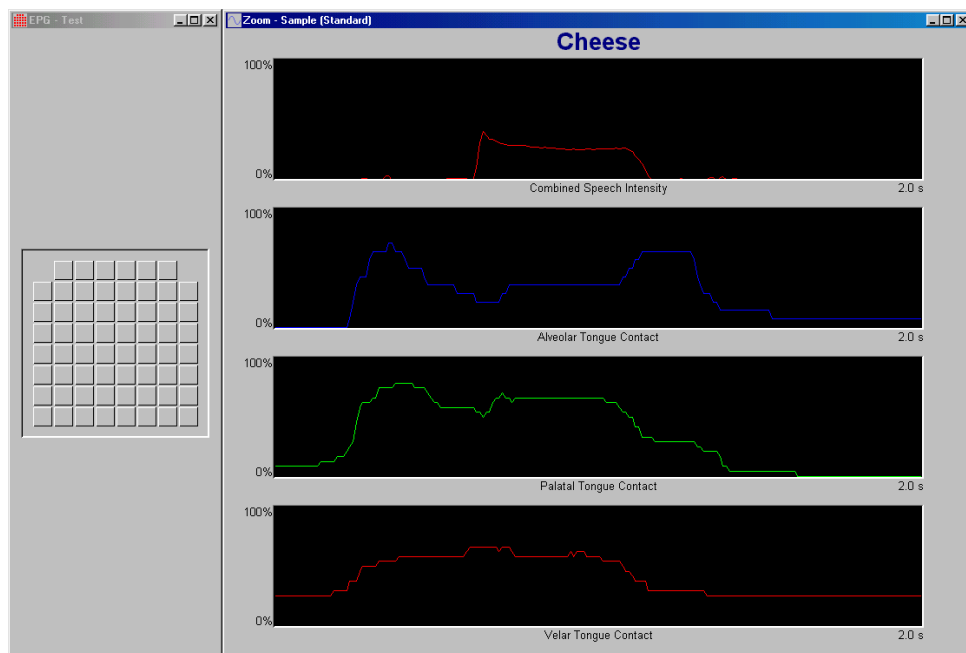 EPG - Test
Zoom - Sample (Standard)
Cheese
100%
0%
Combined Speech Intensity 2.0 s
100%
0%
Alveolar Tongue Contact 2.0 s
100%
0%
Palatal Tongue Contact 2.0 s
100%
0%
Velar Tongue Contact 2.0 s